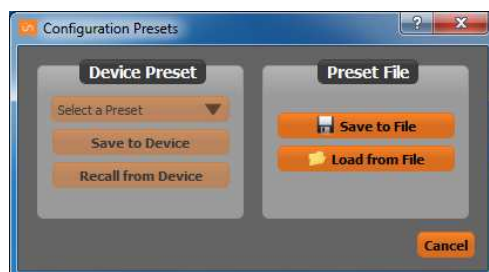 Configuration Presets
Device Preset
Select a Preset
Save to Device
Recall from Device
Preset File
Save to File
Load from File
Cancel